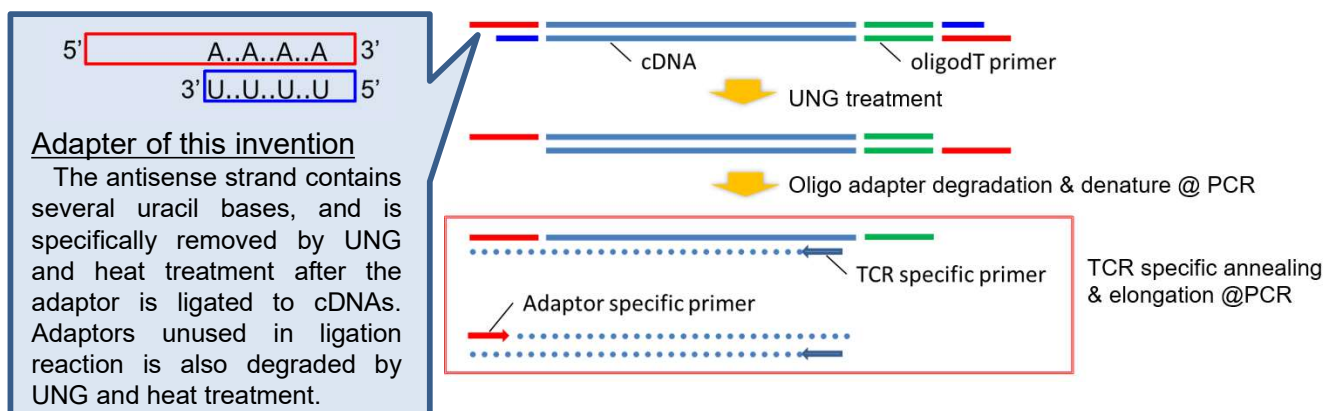 5' A..A..A..A 3'
3' U..U..U..U 5'
Adapter of this invention
The antisense strand contains
several uracil bases, and is
specifically removed by UNG
and heat treatment after the
adaptor is ligated to cDNAs.
Adaptors unused in ligation
reaction is also degraded by
UNG and heat treatment.
cDNA
oligodT primer
UNG treatment
Oligo adapter degradation & denature @ PCR
TCR specific primer
Adaptor specific primer
TCR specific annealing
& elongation @PCR